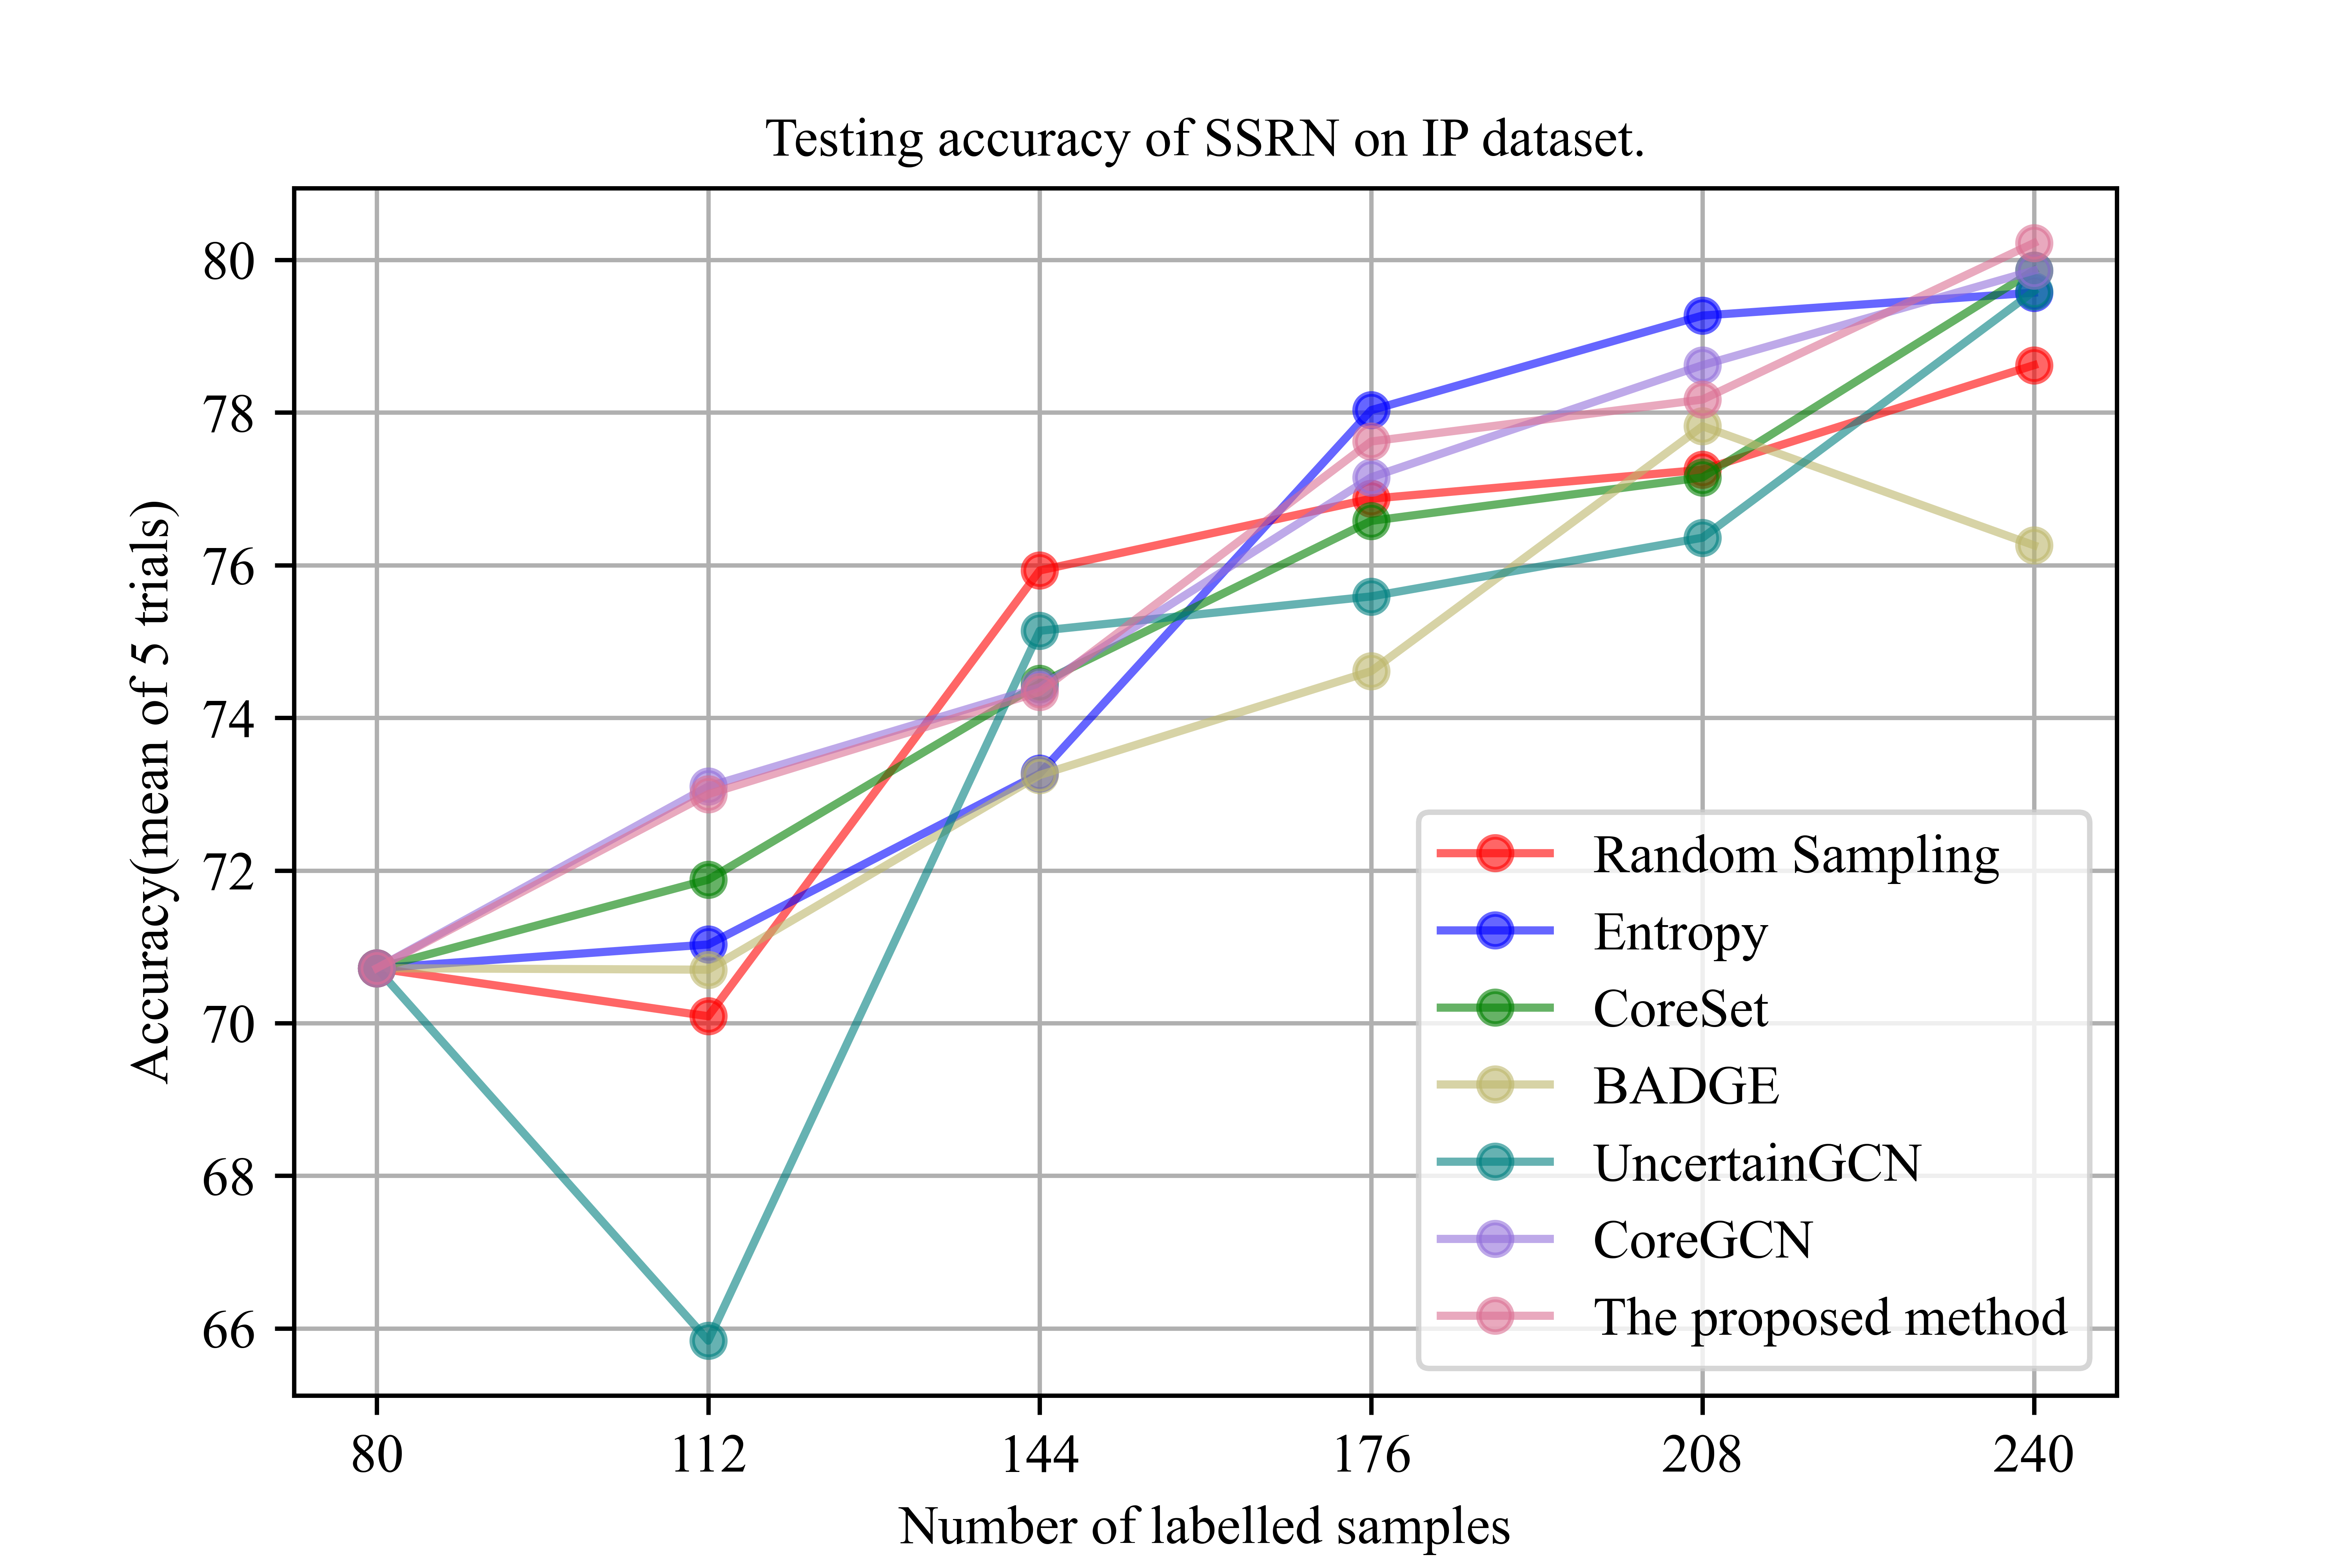 Testing accuracy of SSRN on IP dataset.
Accuracy(mean of 5 trials)
80
78
76
74
72
70
68
66
Random Sampling
Entropy
CoreSet
BADGE
UncertainGCN
CoreGCN
The proposed method
80 112 144 176 208 240
Number of labelled samples